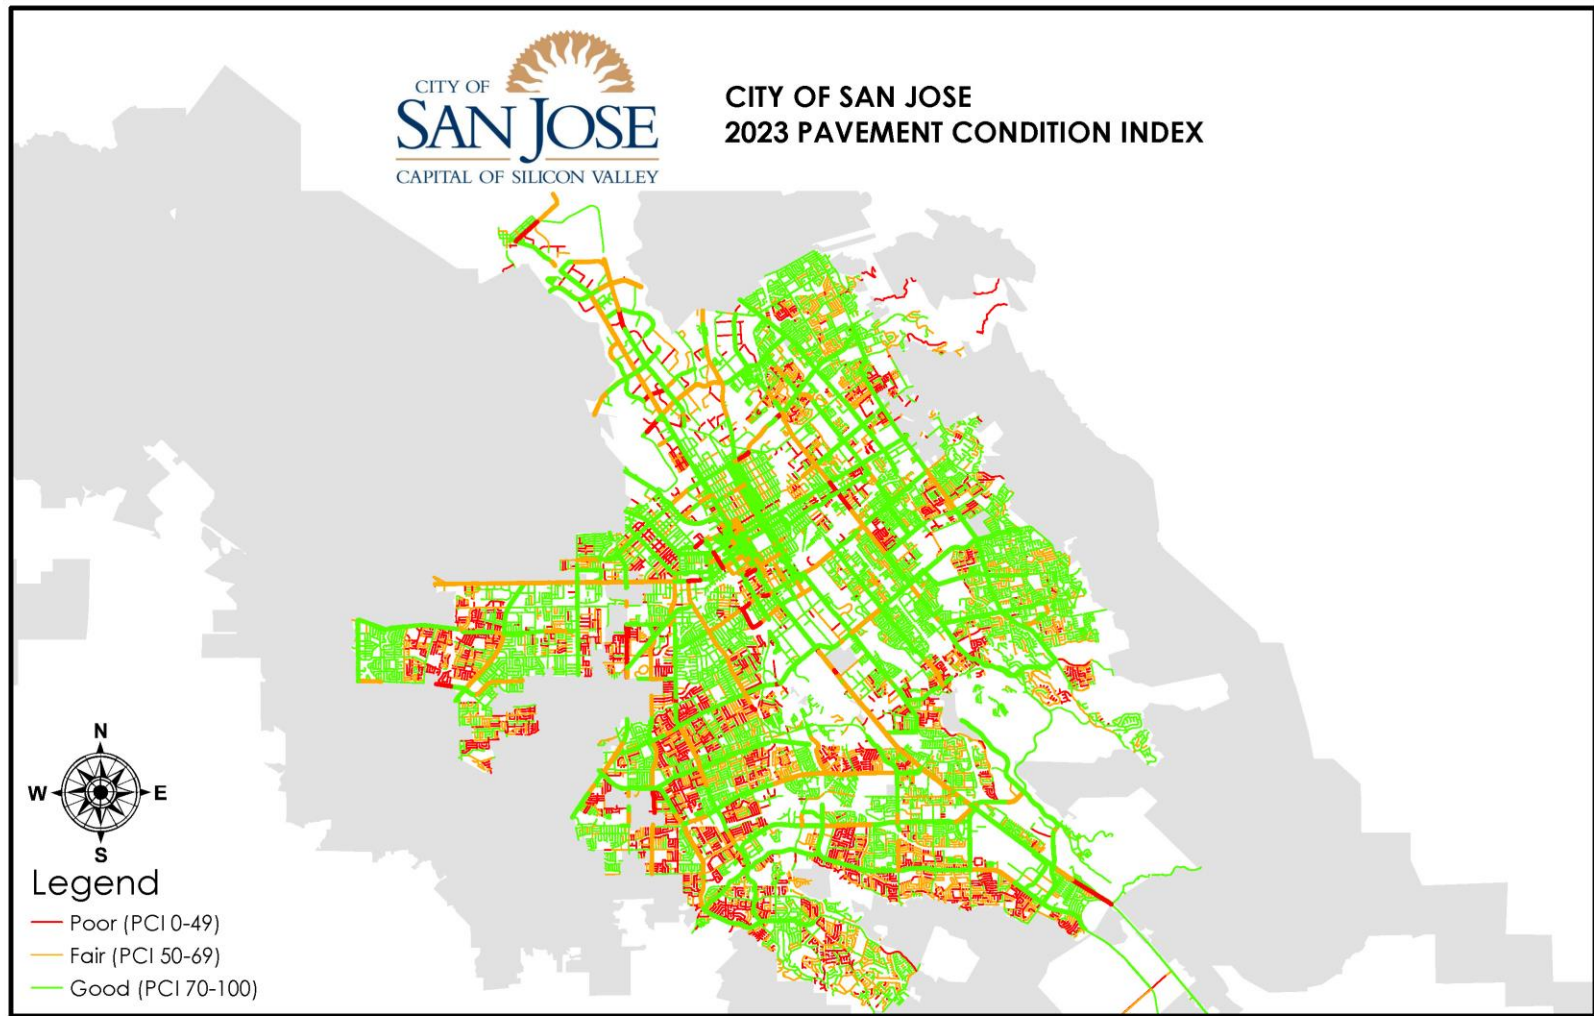 CITY OF
SAN JOSE
CAPITAL OF SILICON VALLEY
CITY OF SAN JOSE
2023 PAVEMENT CONDITION INDEX
N
W E
S
Legend
Poor (PCI 0-49)
Fair (PCI 50-69)
Good (PCI 70-100)